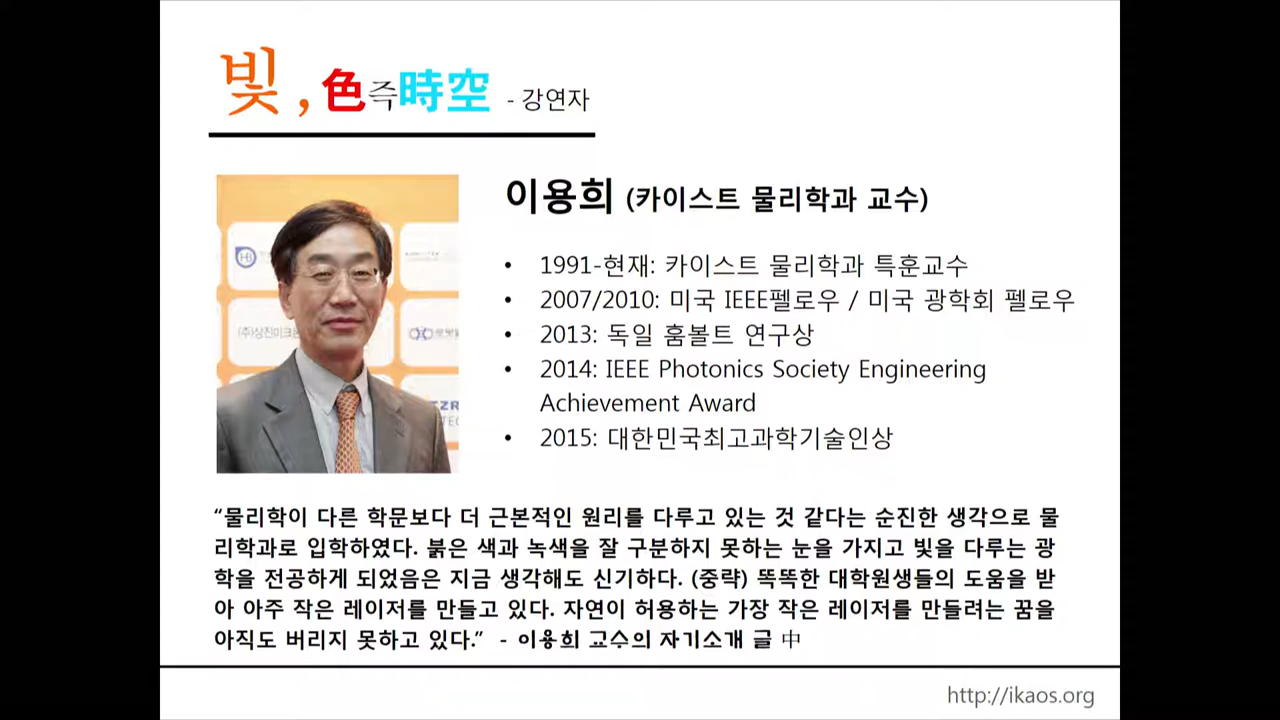 빛, 色즉時空 - 강연자
이용희 (카이스트 물리학과 교수)
• 1991-현재: 카이스트 물리학과 특훈교수
• 2007/2010: 미국 IEEE펠로우 / 미국 광학회 펠로우
• 2013: 독일 훔볼트 연구상
• 2014: IEEE Photonics Society Engineering
Achievement Award
• 2015: 대한민국최고과학기술인상
(주)상진미크
로봇
TZR
TEC
“물리학이 다른 학문보다 더 근본적인 원리를 다루고 있는 것 같다는 순진한 생각으로 물
리학과로 입학하였다. 붉은 색과 녹색을 잘 구분하지 못하는 눈을 가지고 빛을 다루는 광
학을 전공하게 되었음은 지금 생각해도 신기하다. (중략) 똑똑한 대학원생들의 도움을 받
아 아주 작은 레이저를 만들고 있다. 자연이 허용하는 가장 작은 레이저를 만들려는 꿈을
아직도 버리지 못하고 있다.” - 이용희 교수의 자기소개 글 中
http://ikaos.org